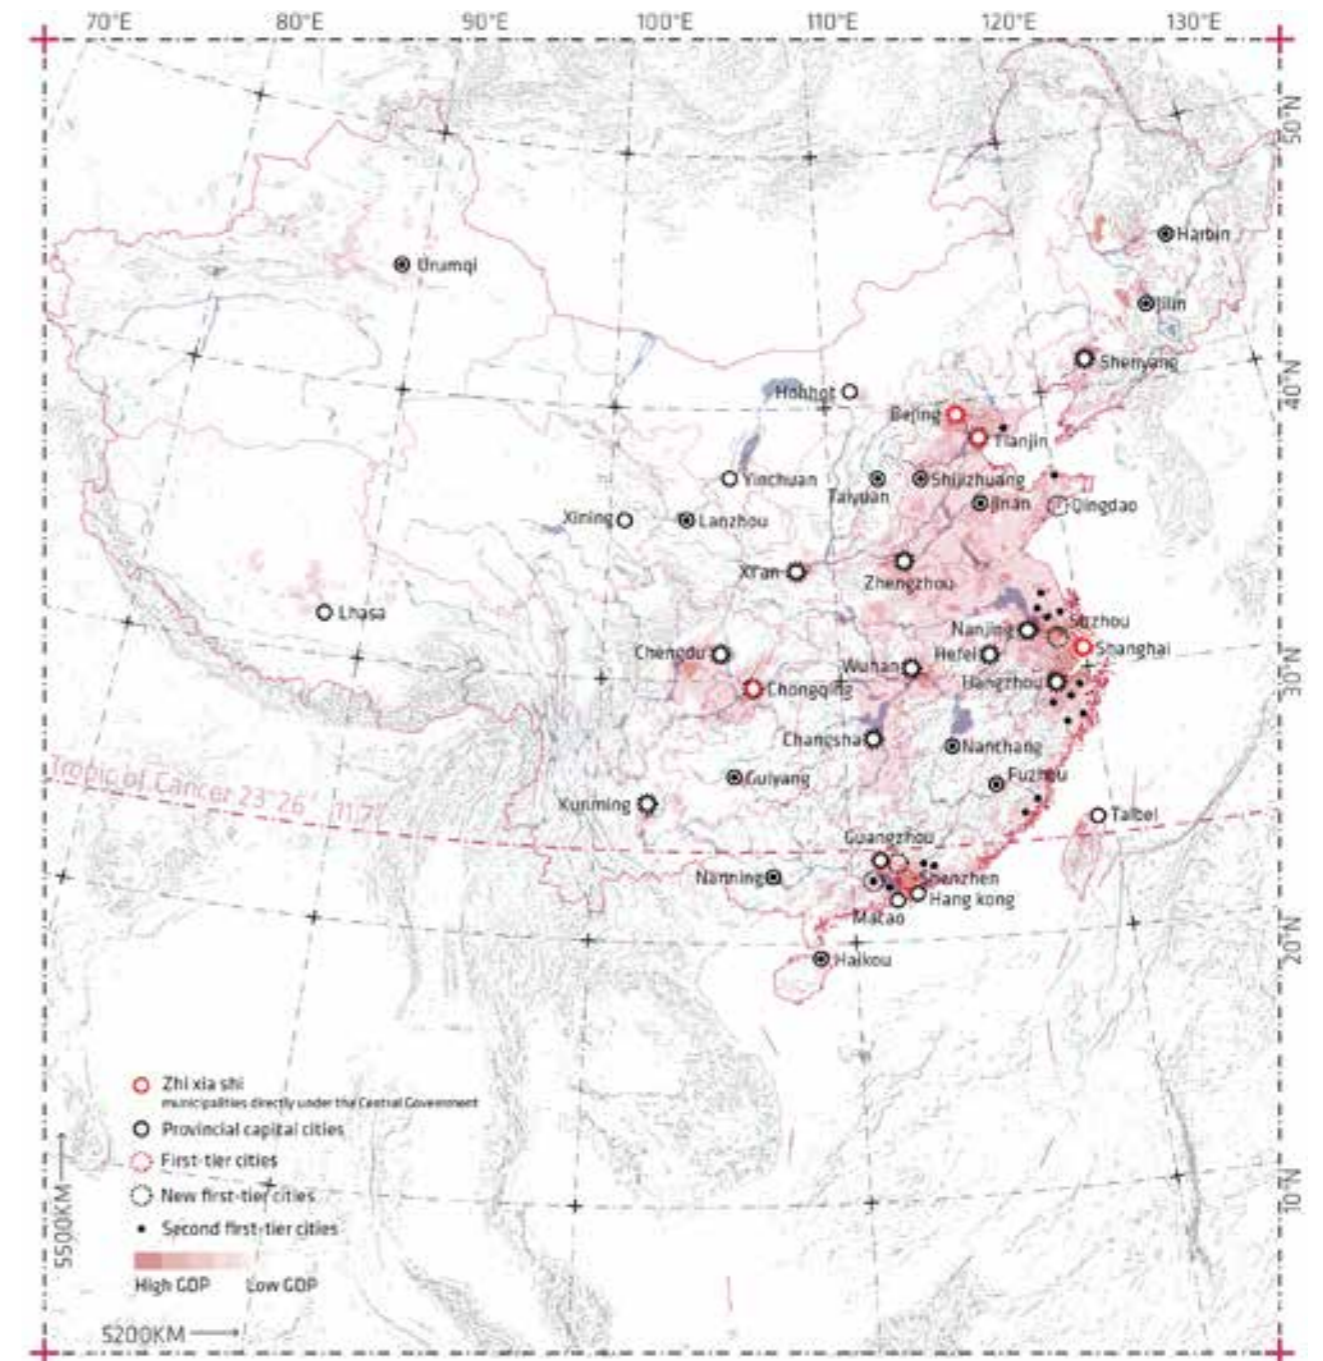 70°E 80°E 90°E 100°E 110°E 120°E 130°E
50°N
Harbin
Urumqi
Jilin
Shenyang
40°N
Hohhot
Beijing
Tianjin
Yinchuan
Taiyuan
Shijizhuang
Jinan
Qingdao
Xining
Lanzhou
Xi'an
Zhengzhou
Lhasa
Suzhou
Nanjing
Shanghai
Chengdu
Hefei
Wuhan
30°N
Chongqing
Hangzhou
Changsha
Nanchang
Guiyang
Fuzhou
Tropic of Cancer 23°26′ 11.7″
Kunming
Taibei
Guangzhou
Nanning
Shenzhen
Hang kong
Macao
20°N
Haikou
Zhi xia shi
municipalities directly under the Central Government
Provincial capital cities
First-tier cities
New first-tier cities
10°N
Second first-tier cities
5500KM
High GDP Low GDP
5200KM